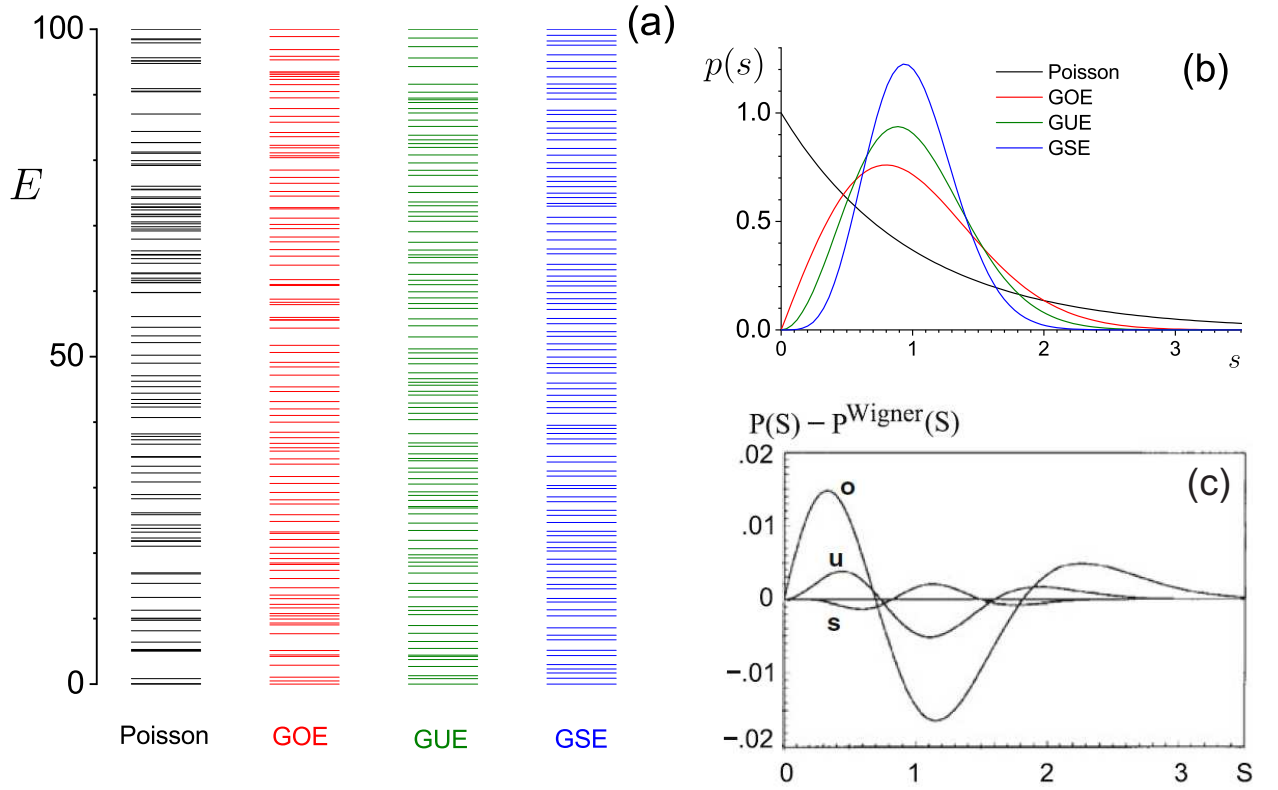 100
50
0
E
Poisson
GOE
GUE
GSE
(a)
p(s)
1.0
0.5
0.0
0
1
2
3
s
Poisson
GOE
GUE
GSE
(b)
P(S) – P^Wigner(S)
.02
.01
0
–.01
–.02
o
u
s
(c)
0
1
2
3
S